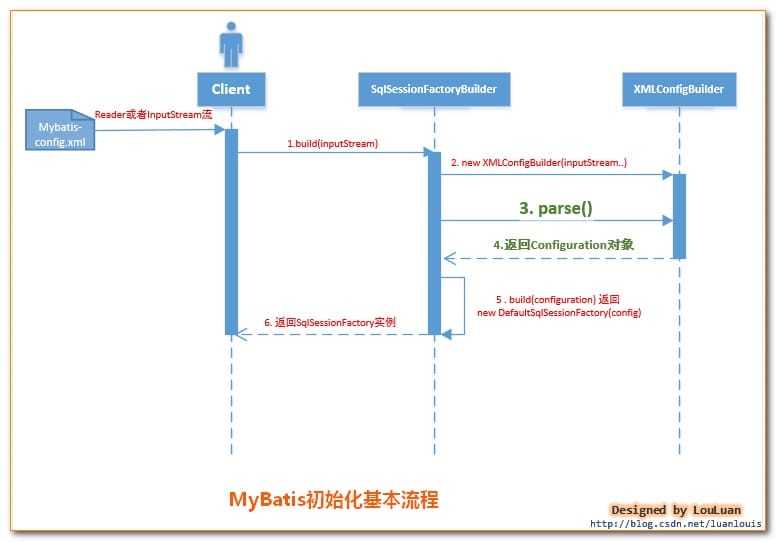 Client
SqlSessionFactoryBuilder
XMLConfigBuilder
Mybatis-
config.xml
Reader或者InputStream流
1.build(inputStream)
2. new XMLConfigBuilder(inputStream..)
3. parse()
4.返回Configuration对象
5 . build(configuration) 返回
new DefaultSqlSessionFactory(config)
6. 返回SqlSessionFactory实例
MyBatis初始化基本流程
Designed by LouLuan
http://blog.csdn.net/luanlouis